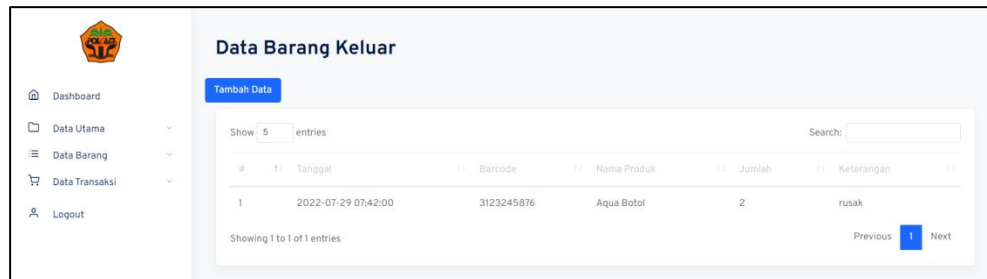 Data Barang Keluar
Tambah Data
Dashboard
Data Utama
Data Barang
Data Transaksi
Logout
Show 5 entries
Search:
# Tanggal Barcode Nama Produk Jumlah Keterangan
1 2022-07-29 07:42:00 3123245876 Aqua Botol 2 rusak
Showing 1 to 1 of 1 entries
Previous 1 Next